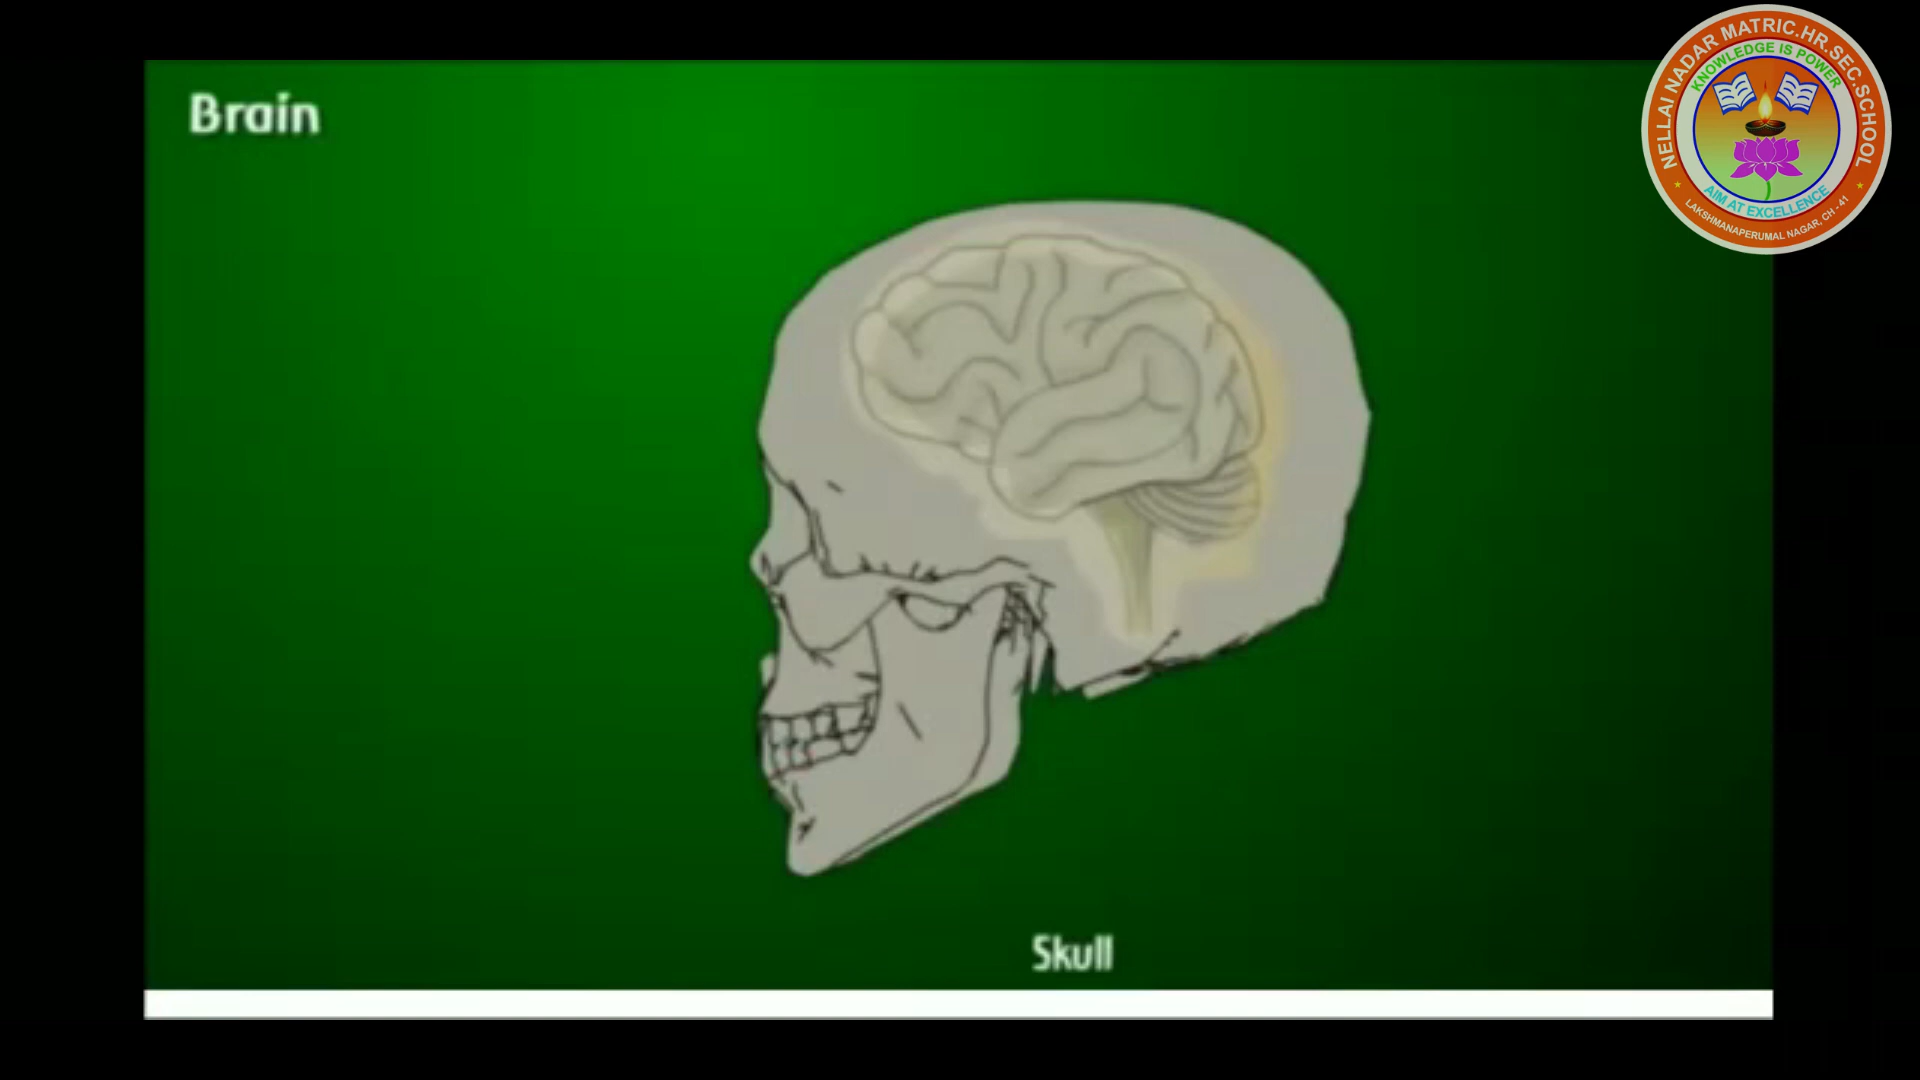 Brain
NELLAI NADAR MATRIC.HR.SEC.SCHOOL
KNOWLEDGE IS POWER
AIM AT EXCELLENCE
LAKSHMANAPERUMAL NAGAR, CH - 41
Skull